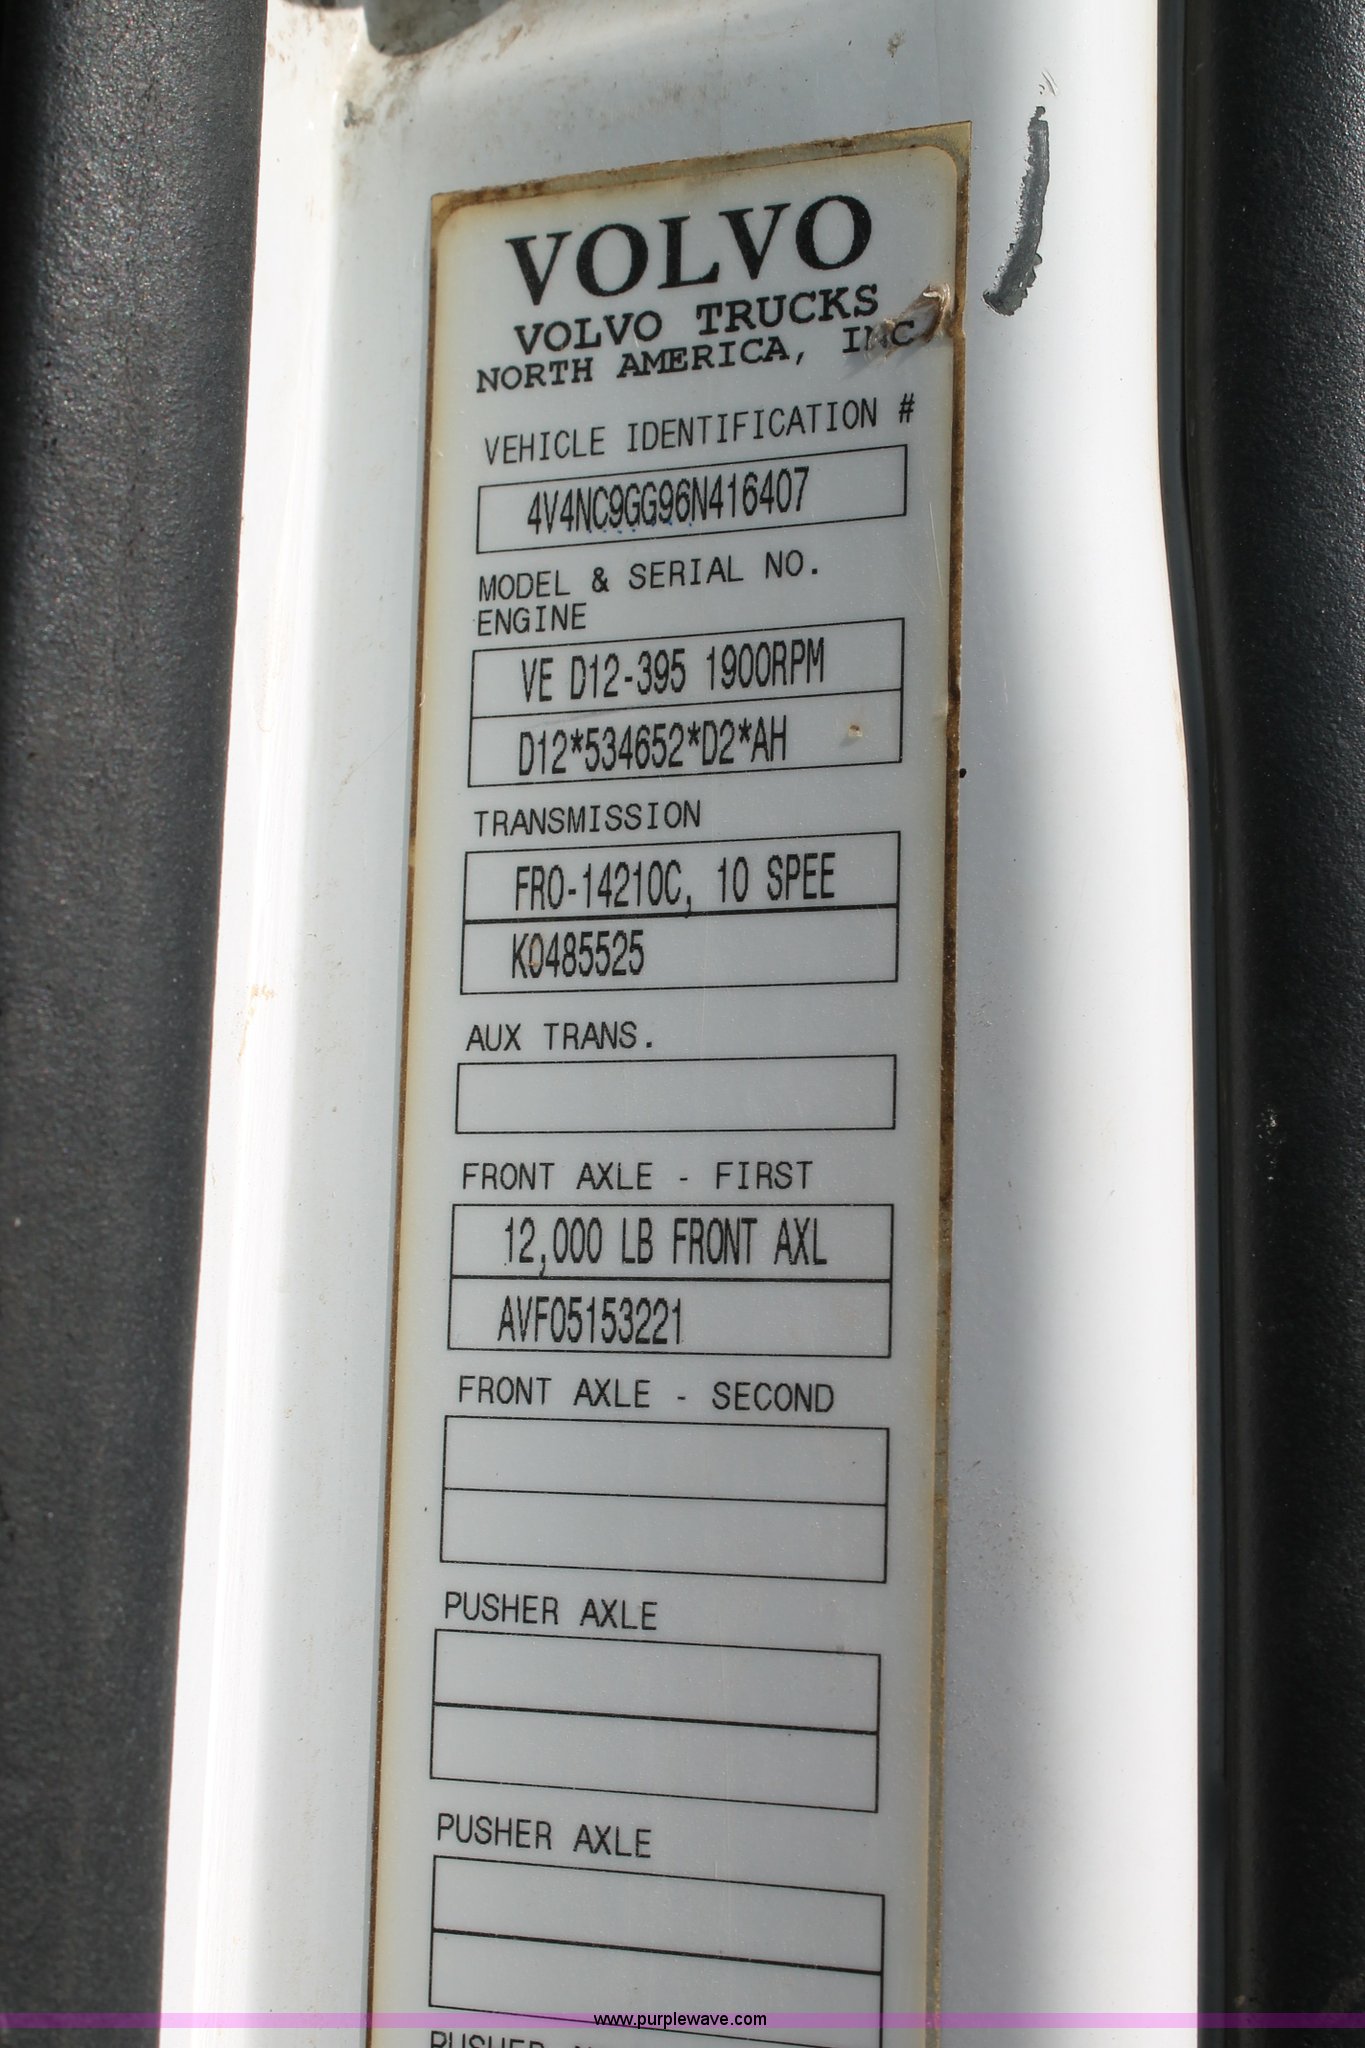 VOLVO
VOLVO TRUCKS
NORTH AMERICA, INC
VEHICLE IDENTIFICATION #
4V4NC9GG96N416407
MODEL & SERIAL NO.
ENGINE
VE D12-395 1900RPM
D12*534652*D2*AH
TRANSMISSION
FRO-14210C, 10 SPEE
K0485525
AUX TRANS.
FRONT AXLE - FIRST
12,000 LB FRONT AXL
AVF05153221
FRONT AXLE - SECOND
PUSHER AXLE
PUSHER AXLE
www.purplewave.com
PUSHER